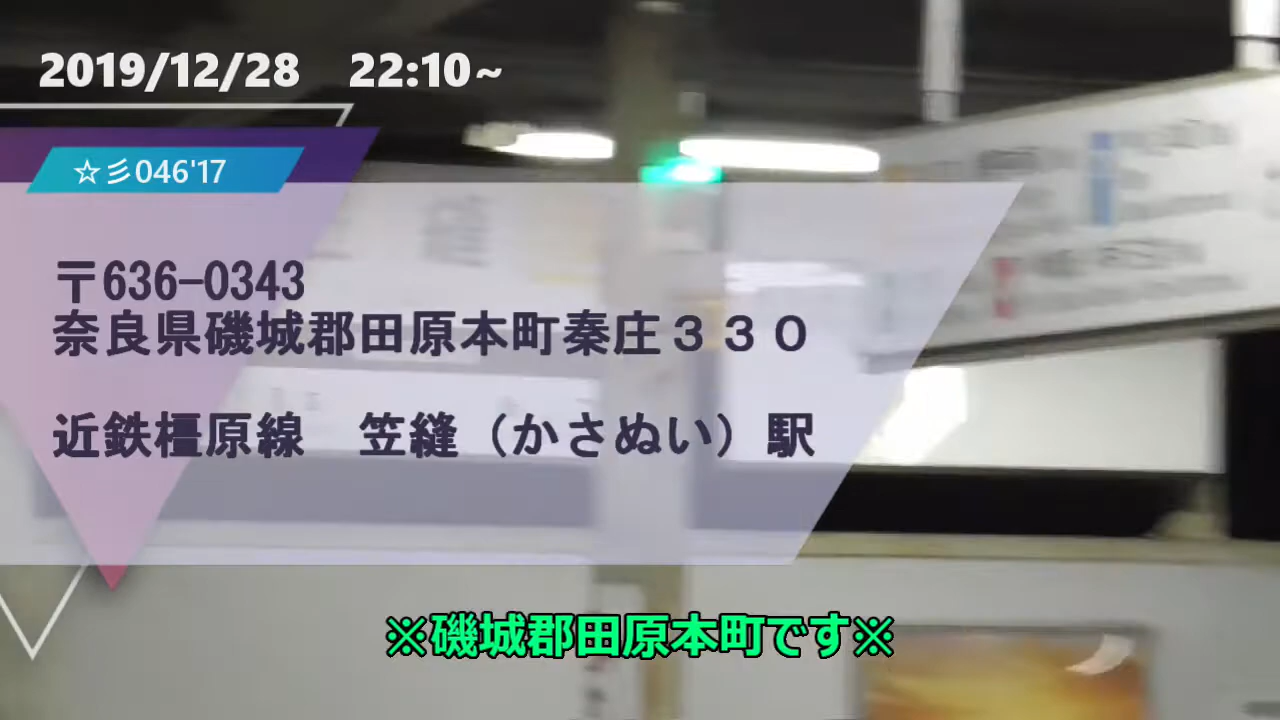 2019/12/28　22:10~
☆彡046'17
〒636-0343
奈良県磯城郡田原本町秦庄３３０
近鉄橿原線　笠縫（かさぬい）駅
※磯城郡田原本町です※